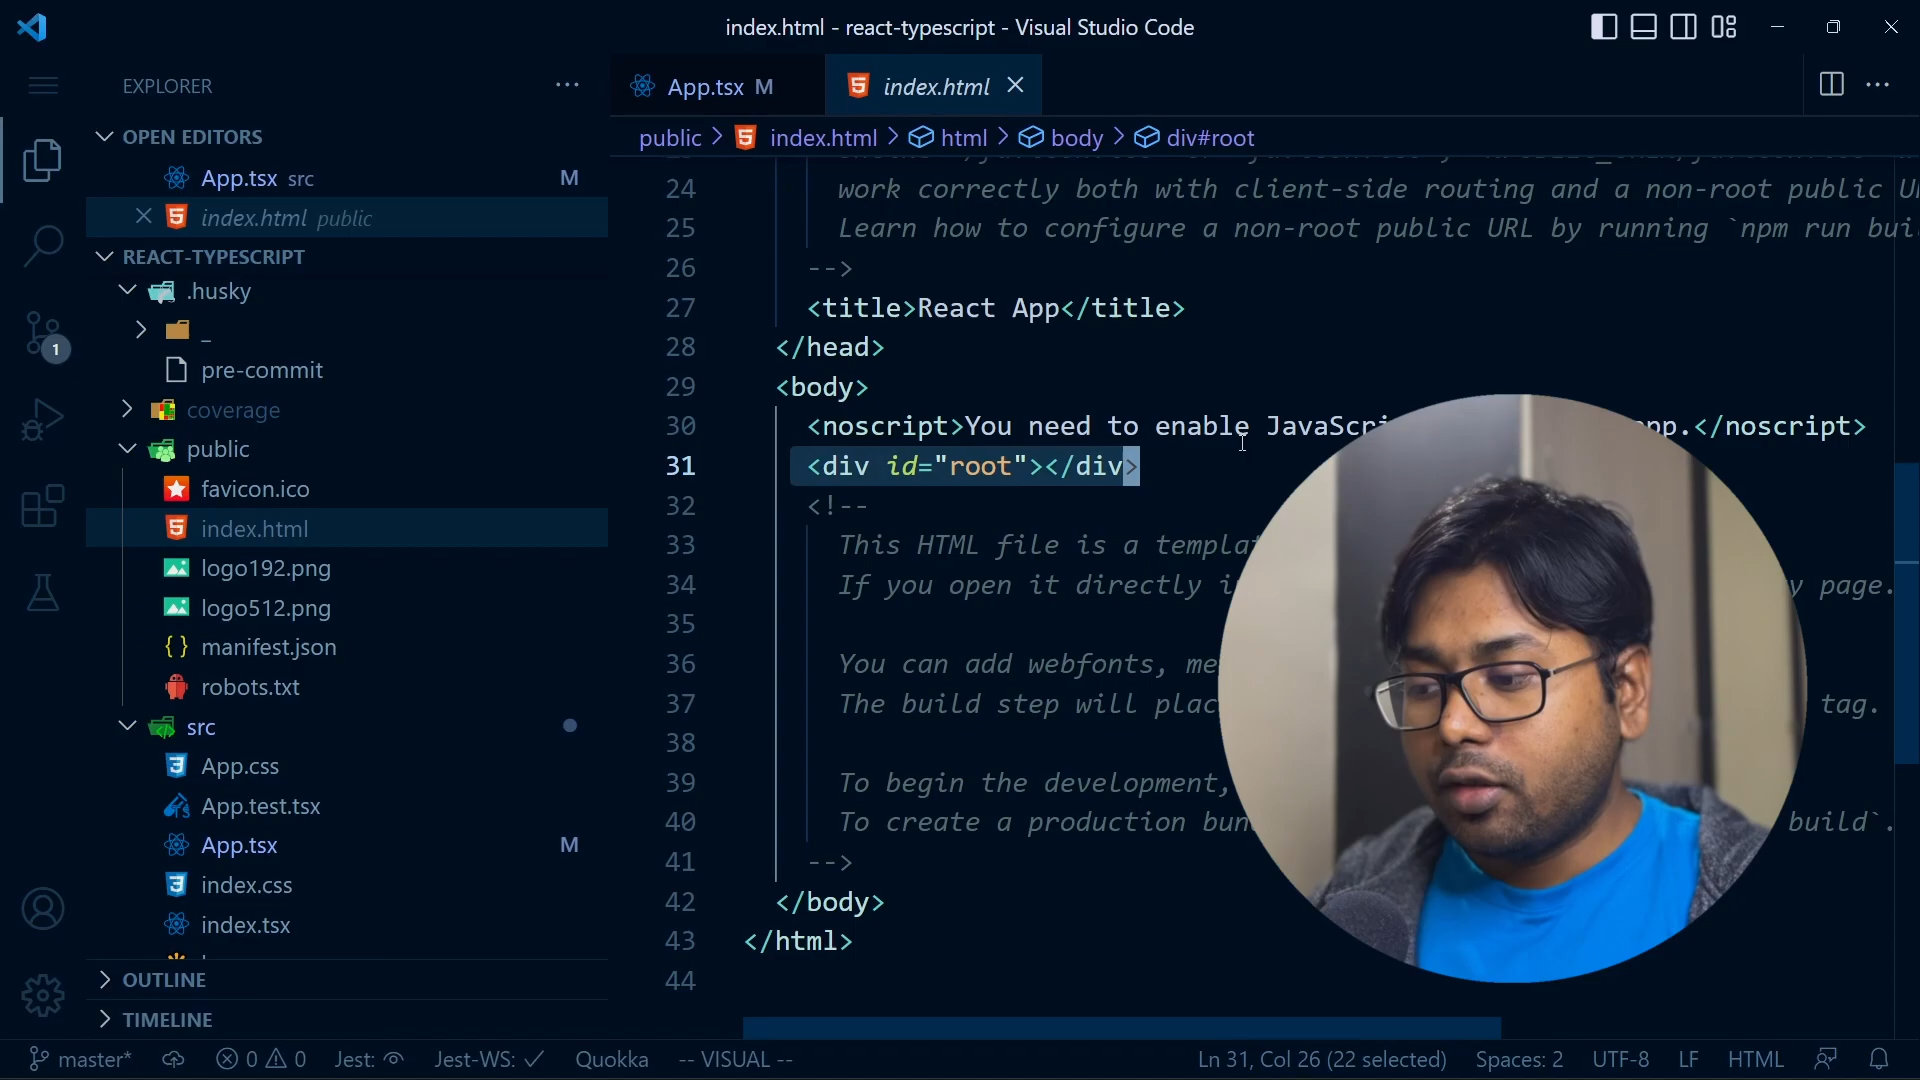 index.html - react-typescript - Visual Studio Code
EXPLORER
OPEN EDITORS
App.tsx src M
index.html public
REACT-TYPESCRIPT
.husky
_
pre-commit
coverage
public
favicon.ico
index.html
logo192.png
logo512.png
manifest.json
robots.txt
src
App.css
App.test.tsx
App.tsx M
index.css
index.tsx
OUTLINE
TIMELINE
1
App.tsx M
index.html
public > index.html > html > body > div#root
24 work correctly both with client-side routing and a non-root public
25 Learn how to configure a non-root public URL by running `npm run
26 -->
27 <title>React App</title>
28 </head>
29 <body>
30 <noscript>You need to enable .</noscript>
31 <div id="root"></div>
32 <!--
33 This HTML file is a
34 If you open it directly page.
35
36 You can add webfonts,
37 The build step will tag.
38
39 To begin the development,
40 To create a production build`.
41 -->
42 </body>
43 </html>
44
master* 0 0 Jest: Jest-WS: Quokka -- VISUAL -- Ln 31, Col 26 (22 selected) Spaces: 2 UTF-8 LF HTML